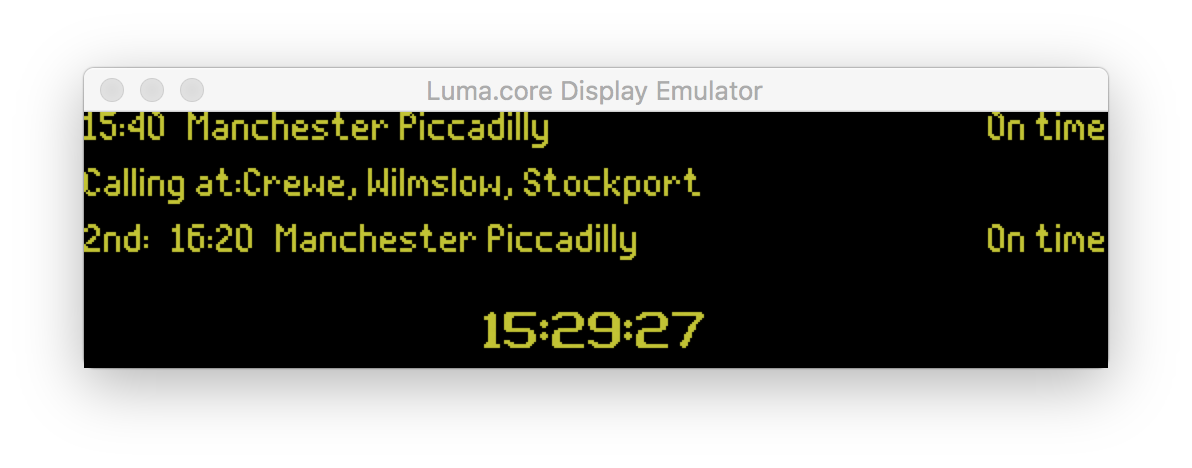 Luma.core Display Emulator
15:40 Manchester Piccadilly On time
Calling at:Crewe, Wilmslow, Stockport
2nd: 16:20 Manchester Piccadilly On time
15:29:27